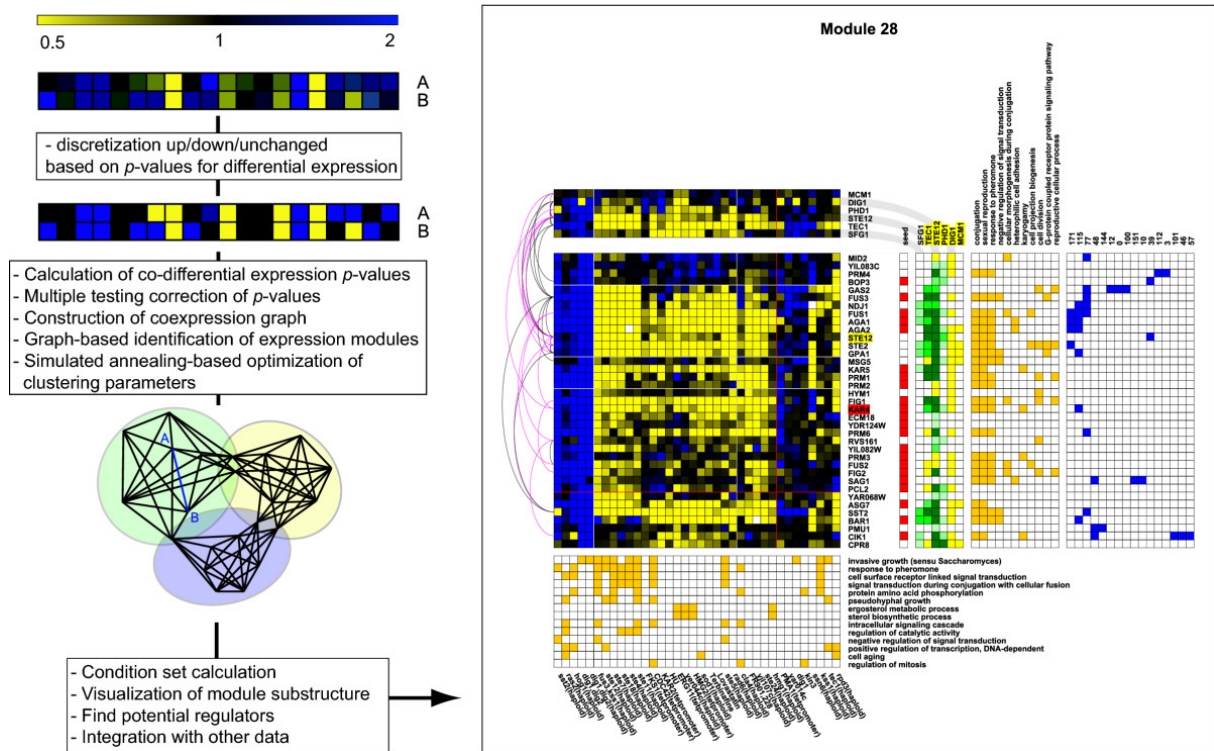 0.5
1
2
A
B
- discretization up/down/unchanged
based on p-values for differential expression
A
B
- Calculation of co-differential expression p-values
- Multiple testing correction of p-values
- Construction of coexpression graph
- Graph-based identification of expression modules
- Simulated annealing-based optimization of
clustering parameters
A
B
- Condition set calculation
- Visualization of module substructure
- Find potential regulators
- Integration with other data
Module 28
MCM1
DIG1
PHD1
STE12
TEC1
SFG1
seed
SFG1
TEC1
STE12
PHD1
DIG1
MCM1
conjugation
sexual reproduction
response to pheromone
negative regulation of signal transduction
cellular morphogenesis during conjugation
heterophilic cell adhesion
karyogamy
cell projection biogenesis
cell division
G-protein coupled receptor protein signaling pathway
reproductive cellular process
171
115
77
48
144
12
0
100
151
10
39
112
3
101
46
57
MID2
YIL083C
PRM4
BOP3
GAS2
FUS3
NDJ1
FUS1
AGA1
AGA2
STE12
STE2
GPA1
MSG5
KAR5
PRM1
PRM2
HYM1
FIG1
KAR4
ECM18
YDR124W
PRM6
RVS161
YIL082W
PRM3
FUS2
FIG2
SAG1
PCL2
YAR068W
ASG7
SST2
BAR1
PMU1
CIK1
CPR8
invasive growth (sensu Saccharomyces)
response to pheromone
cell surface receptor linked signal transduction
signal transduction during conjugation with cellular fusion
protein amino acid phosphorylation
pseudohyphal growth
ergosterol metabolic process
sterol biosynthetic process
intracellular signaling cascade
regulation of catalytic activity
negative regulation of signal transduction
positive regulation of transcription, DNA-dependent
cell aging
regulation of mitosis